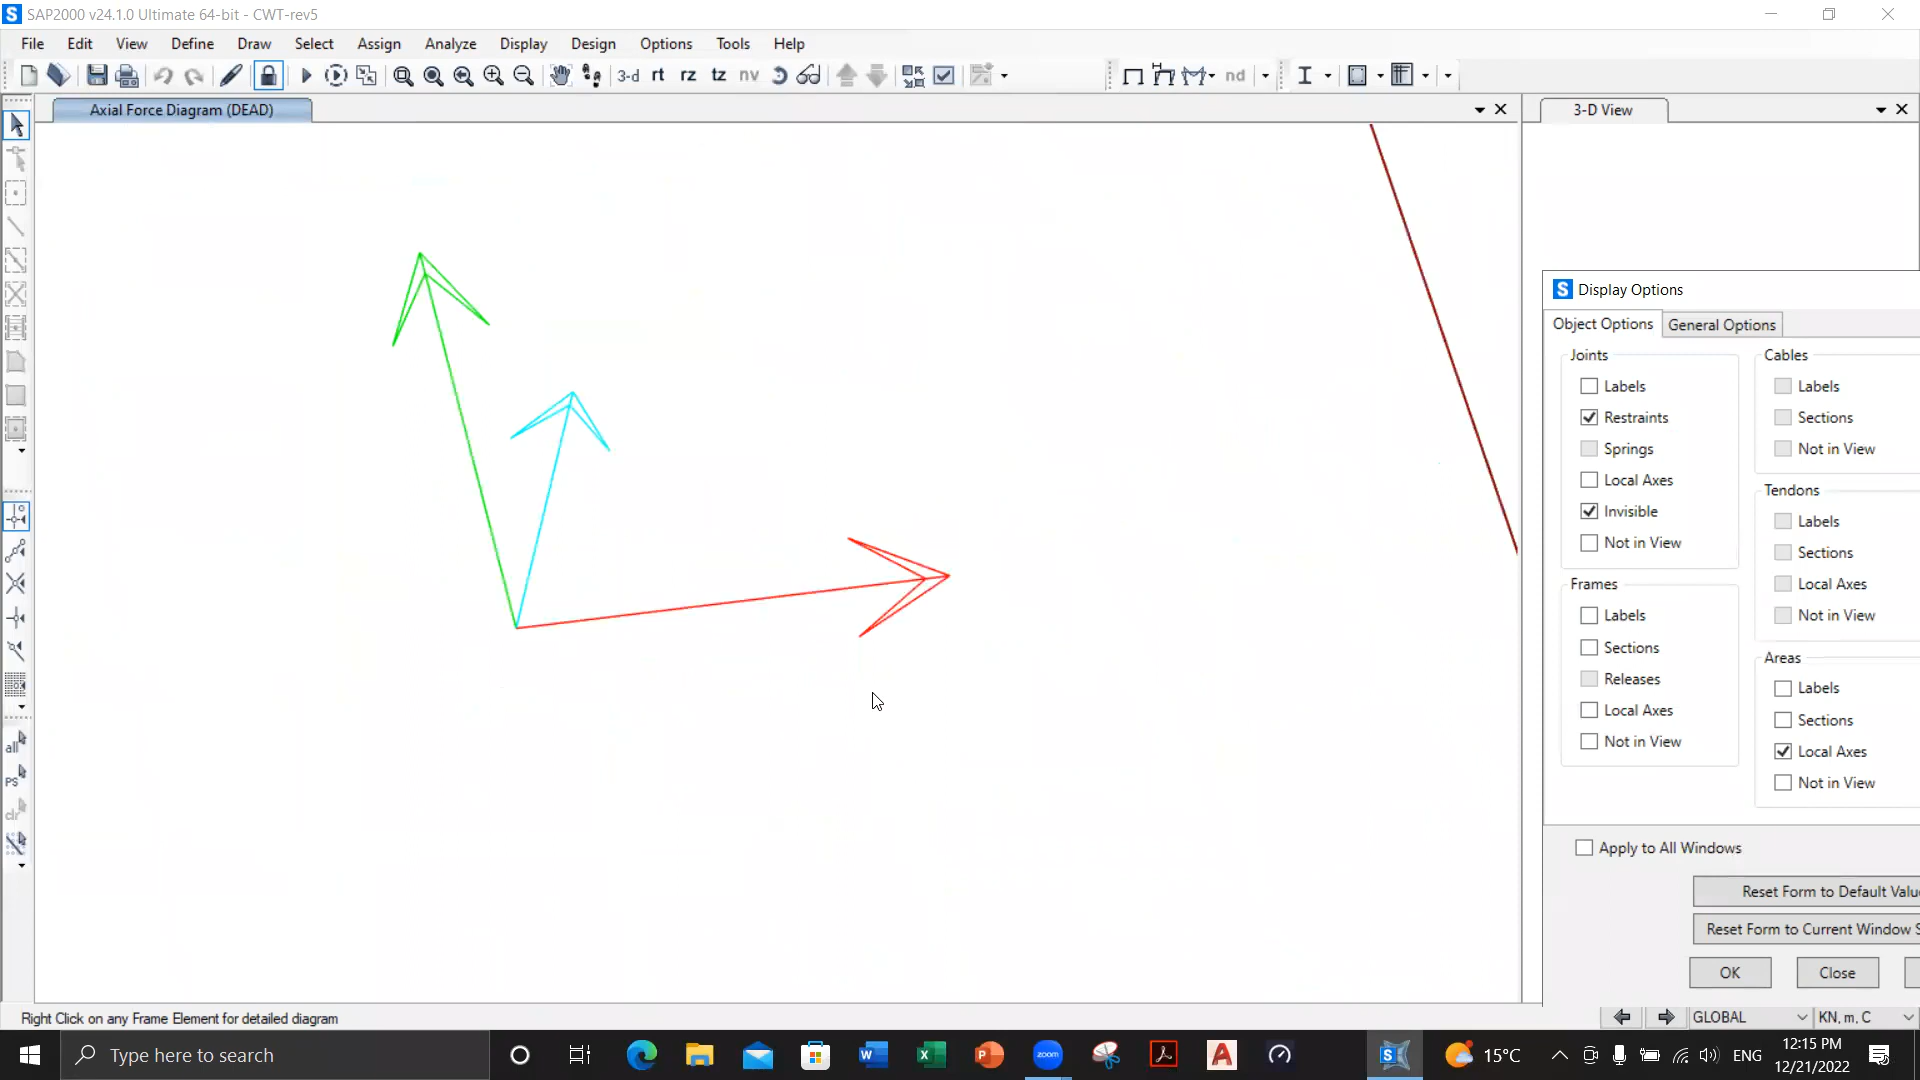 SAP2000 v24.1.0 Ultimate 64-bit - CWT-rev5
File Edit View Define Draw Select Assign Analyze Display Design Options Tools Help
3-d rt rz tz nv nd
Axial Force Diagram (DEAD)
3-D View
Display Options
Object Options General Options
Joints
Labels
Restraints
Springs
Local Axes
Invisible
Not in View
Frames
Labels
Sections
Releases
Local Axes
Not in View
Cables
Labels
Sections
Not in View
Tendons
Labels
Sections
Local Axes
Not in View
Areas
Labels
Sections
Local Axes
Not in View
Apply to All Windows
Reset Form to Default Valu
Reset Form to Current Window S
OK Close
all
PS
clr
Right Click on any Frame Element for detailed diagram
GLOBAL KN, m, C
Type here to search
zoom
15°C
ENG
12:15 PM
12/21/2022